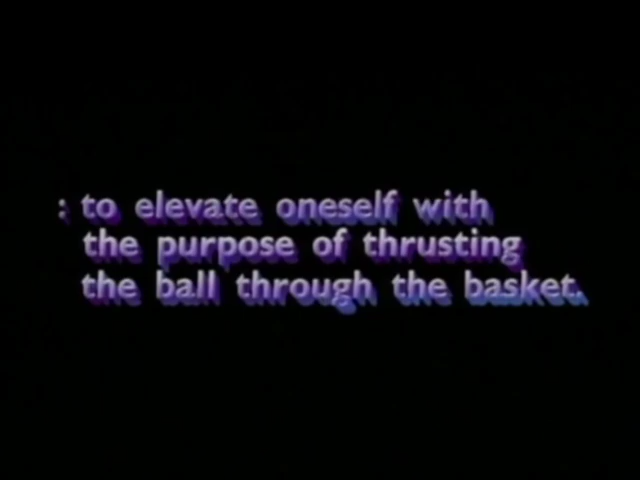 : to elevate oneself with
the purpose of thrusting
the ball through the basket.